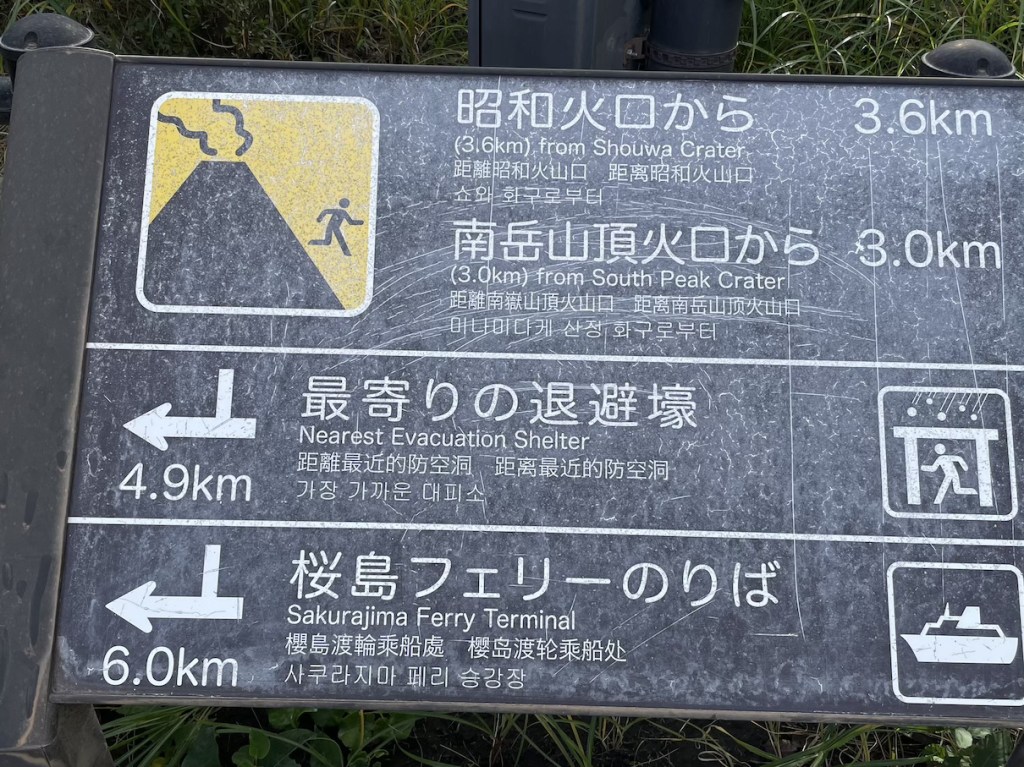 昭和火口から 3.6km
(3.6km) from Shouwa Crater
距離昭和火山口 距离昭和火山口
쇼와 화구로부터
南岳山頂火口から 3.0km
(3.0km) from South Peak Crater
距離南嶽山頂火山口 距离南岳山顶火山口
미나미다케 산정 화구로부터
最寄りの退避壕
Nearest Evacuation Shelter
距離最近的防空洞 距离最近的防空洞
가장 가까운 대피소
4.9km
桜島フェリーのりば
Sakurajima Ferry Terminal
櫻島渡輪乘船處 樱岛渡轮乘船处
사쿠라지마 페리 승강장
6.0km